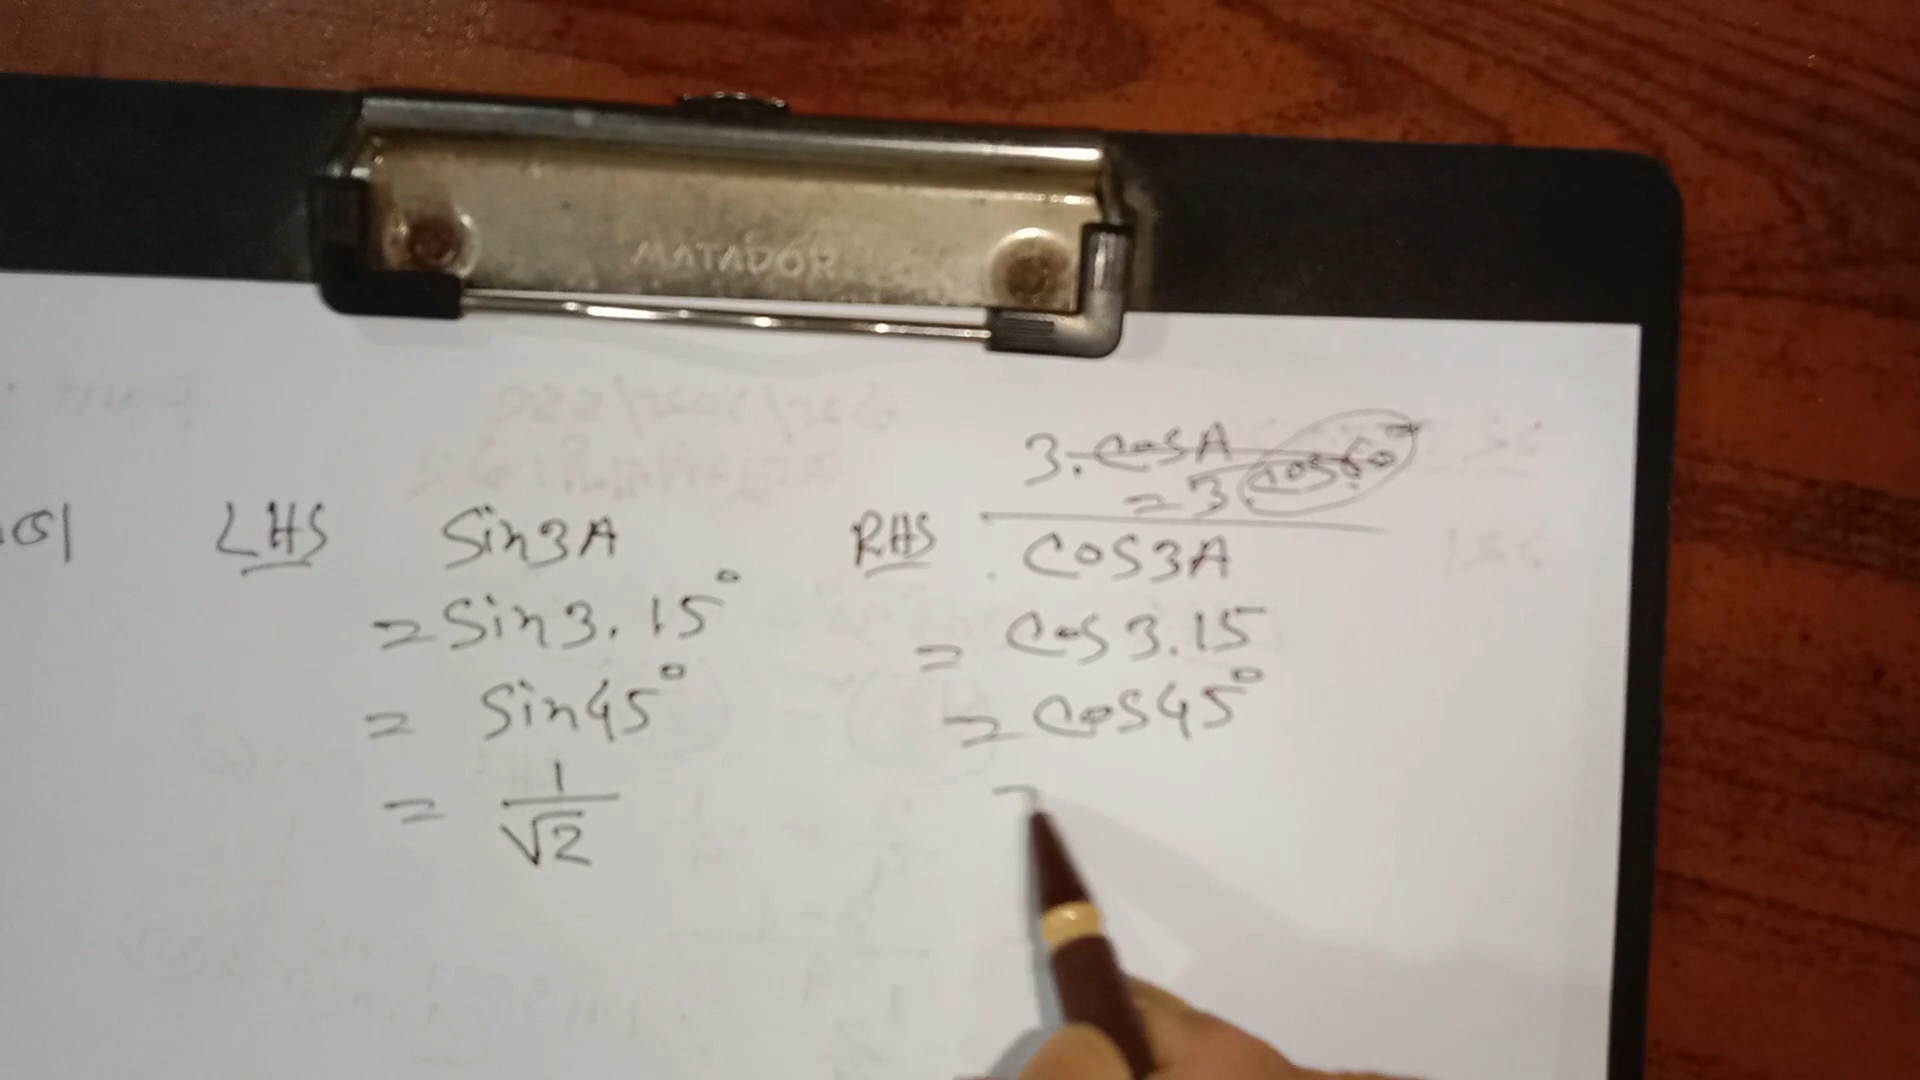 MATADOR
3.cosA
= 3 cos60°
LHS sin3A RHS cos3A
= sin3.15° = cos3.15
= sin45° = cos45°
= 1/√2